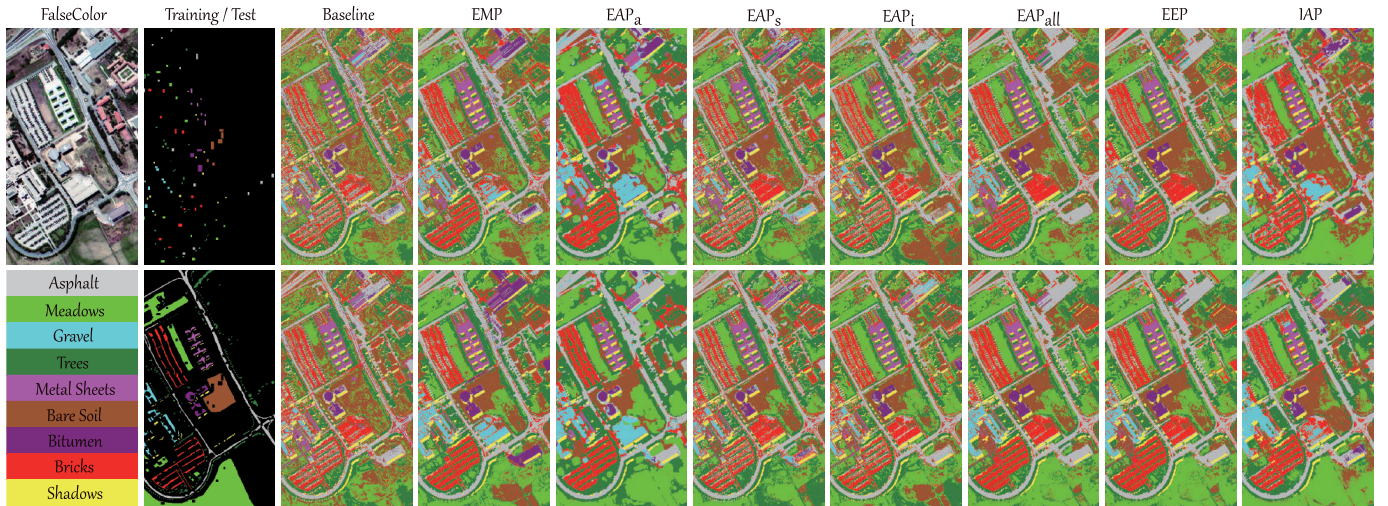 FalseColor
Training / Test
Baseline
EMP
EAPa
EAPs
EAPi
EAPall
EEP
IAP
Asphalt
Meadows
Gravel
Trees
Metal Sheets
Bare Soil
Bitumen
Bricks
Shadows